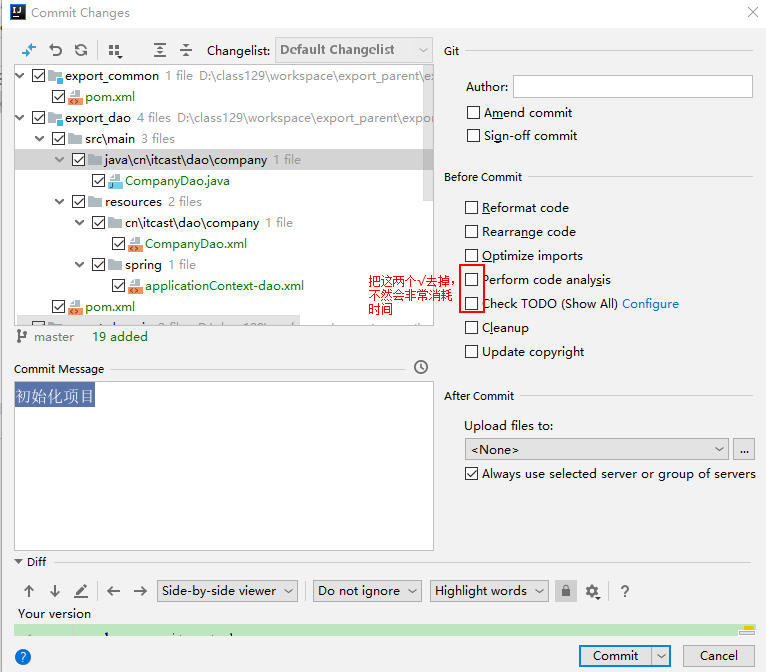 Commit Changes
Changelist: Default Changelist
export_common 1 file D:\class129\workspace\export_parent\e
pom.xml
export_dao 4 files D:\class129\workspace\export_parent\expor
src\main 3 files
java\cn\itcast\dao\company 1 file
CompanyDao.java
resources 2 files
cn\itcast\dao\company 1 file
CompanyDao.xml
spring 1 file
applicationContext-dao.xml
pom.xml
master 19 added
Commit Message
初始化项目
Git
Author:
Amend commit
Sign-off commit
Before Commit
Reformat code
Rearrange code
Optimize imports
Perform code analysis
Check TODO (Show All) Configure
Cleanup
Update copyright
把这两个√去掉，
不然会非常消耗
时间
After Commit
Upload files to:
<None>
...
Always use selected server or group of servers
Diff
Side-by-side viewer Do not ignore Highlight words ?
Your version
? Commit Cancel